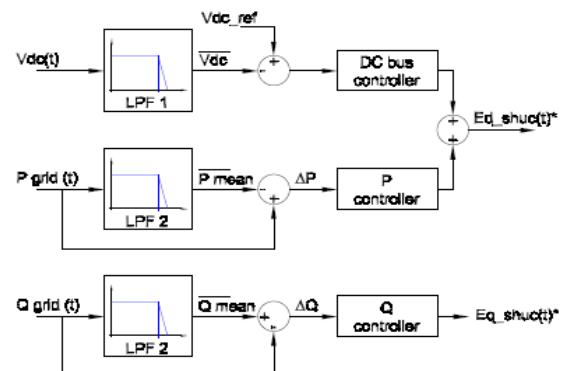 Vdc_ref
Vdc(t)
Vdc
DC bus
controller
LPF 1
+
-
+
+
Ed_shuc(t)*
P grid (t)
P mean
ΔP
P
controller
LPF 2
-
+
Q grid (t)
Q mean
ΔQ
Q
controller
Eq_shuc(t)*
LPF 2
+
-